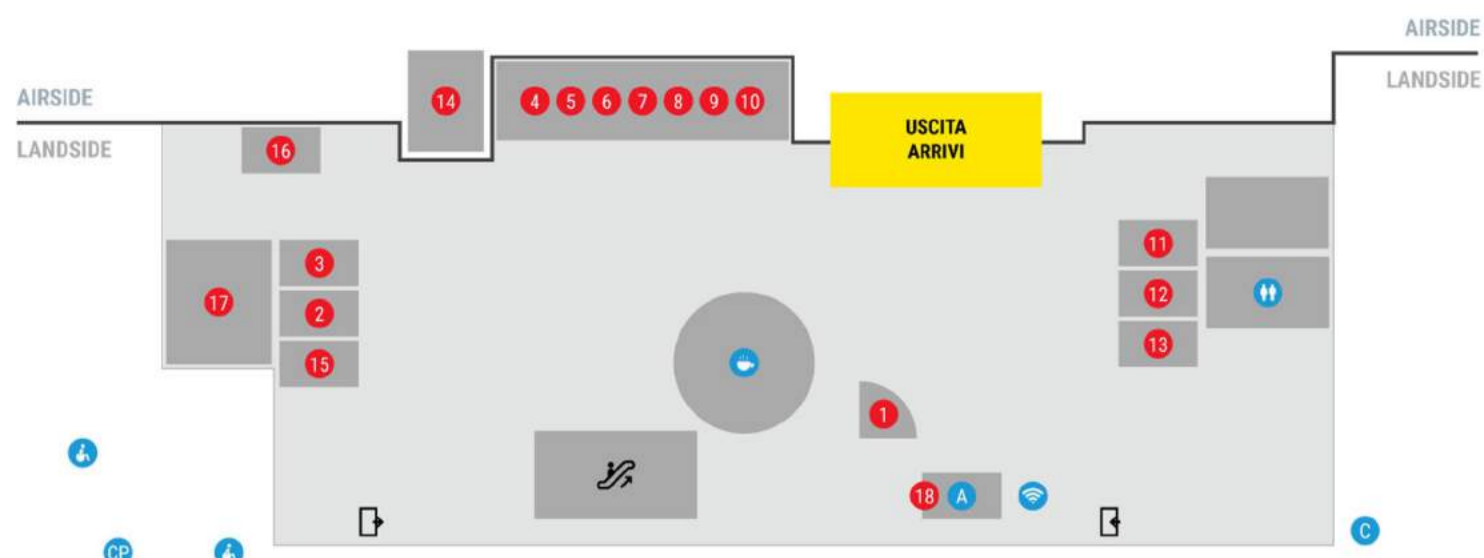 AIRSIDE
LANDSIDE
AIRSIDE
LANDSIDE
14
4 5 6 7 8 9 10
USCITA
ARRIVI
16
3
17
2
15
11
12
13
1
18 A
C
CP